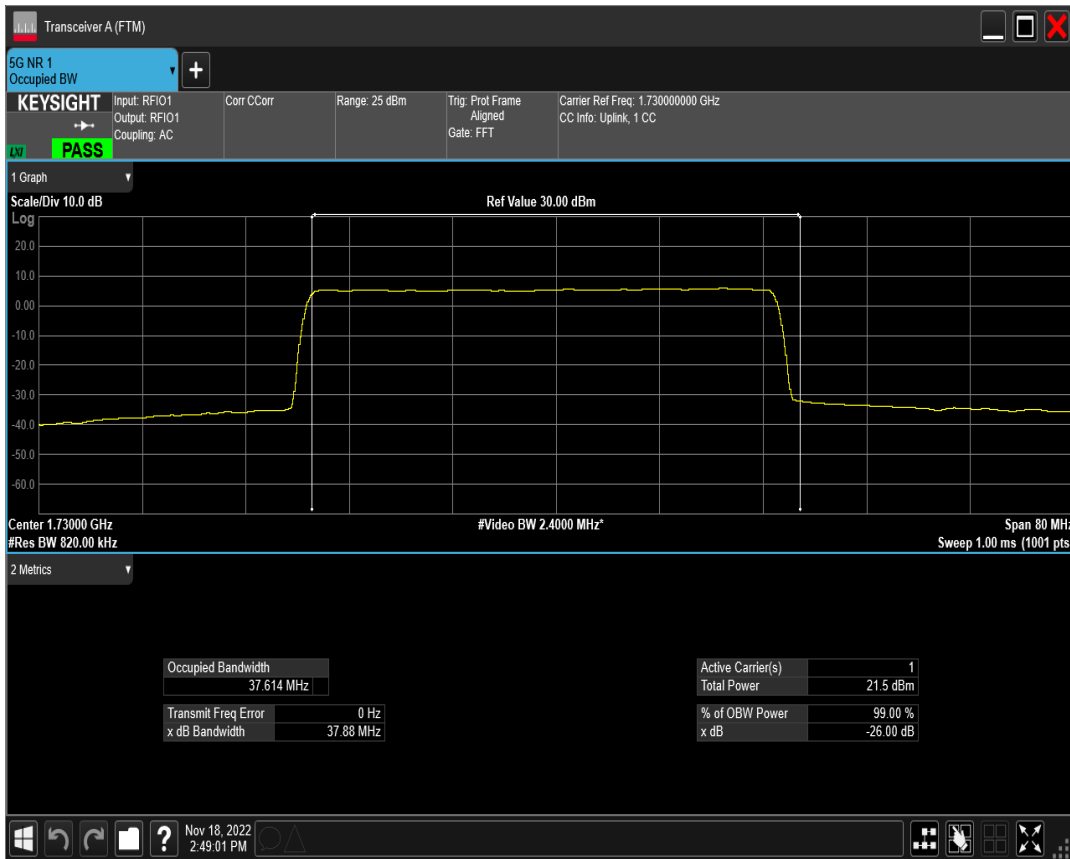 Transceiver A (FTM)
5G NR 1
Occupied BW
+
KEYSIGHT
LXI
PASS
Input: RFIO1
Output: RFIO1
Coupling: AC
Corr CCorr
Range: 25 dBm
Trig: Prot Frame
Aligned
Gate: FFT
Carrier Ref Freq: 1.730000000 GHz
CC Info: Uplink, 1 CC
1 Graph
Scale/Div 10.0 dB
Ref Value 30.00 dBm
Log
20.0
10.0
0.00
-10.0
-20.0
-30.0
-40.0
-50.0
-60.0
Center 1.73000 GHz
#Video BW 2.4000 MHz*
Span 80 MHz
#Res BW 820.00 kHz
Sweep 1.00 ms (1001 pts
2 Metrics
Occupied Bandwidth
37.614 MHz
Transmit Freq Error 0 Hz
x dB Bandwidth 37.88 MHz
Active Carrier(s) 1
Total Power 21.5 dBm
% of OBW Power 99.00 %
x dB -26.00 dB
?
Nov 18, 2022
2:49:01 PM